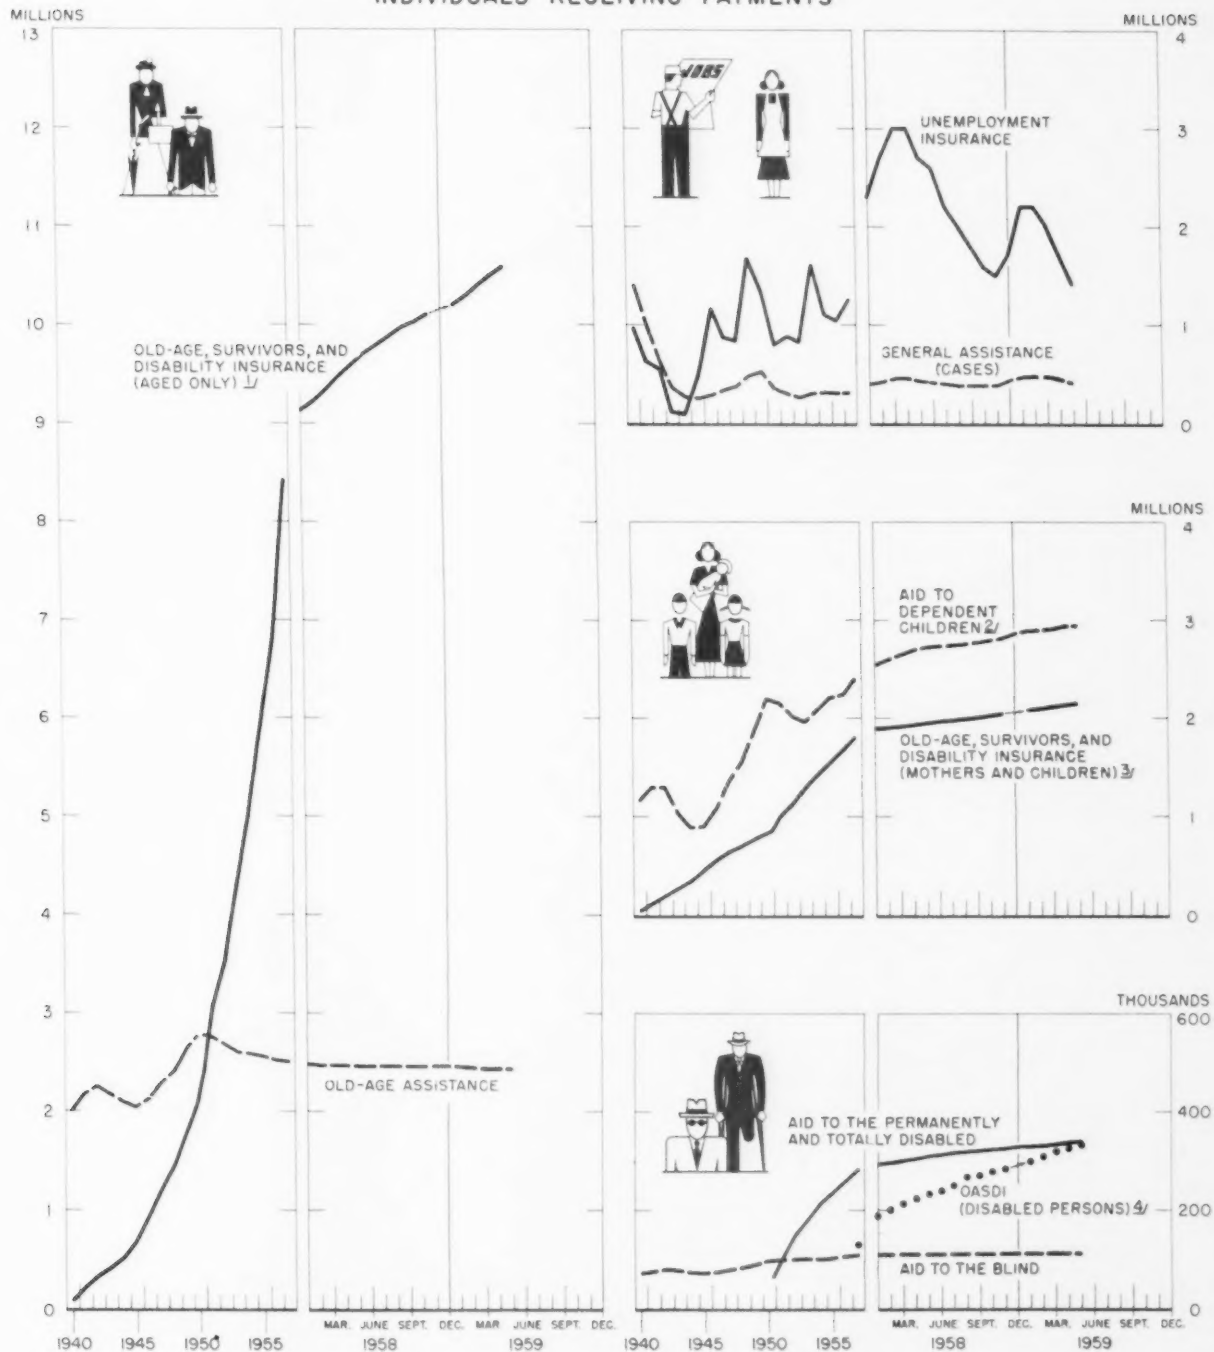 INDIVIDUALS RECEIVING PAYMENTS
MILLIONS
13
12
11
10
9
8
7
6
5
4
3
2
1
0
OLD-AGE, SURVIVORS, AND
DISABILITY INSURANCE
(AGED ONLY) 1/
OLD-AGE ASSISTANCE
1940 1945 1950 1955
MAR. JUNE SEPT. DEC. MAR JUNE SEPT. DEC.
1958 1959
MILLIONS
4
3
2
1
0
JOBS
UNEMPLOYMENT
INSURANCE
GENERAL ASSISTANCE
(CASES)
MILLIONS
4
3
2
1
0
AID TO
DEPENDENT
CHILDREN 2/
OLD-AGE, SURVIVORS, AND
DISABILITY INSURANCE
(MOTHERS AND CHILDREN) 3/
THOUSANDS
600
400
200
0
AID TO THE PERMANENTLY
AND TOTALLY DISABLED
OASDI
(DISABLED PERSONS) 4/
AID TO THE BLIND
1940 1945 1950 1955
MAR. JUNE SEPT. DEC. MAR. JUNE SEPT. DEC.
1958 1959